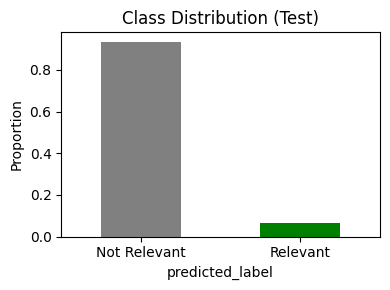 Class Distribution (Test)
Proportion
0.8
0.6
0.4
0.2
0.0
Not Relevant Relevant
predicted_label